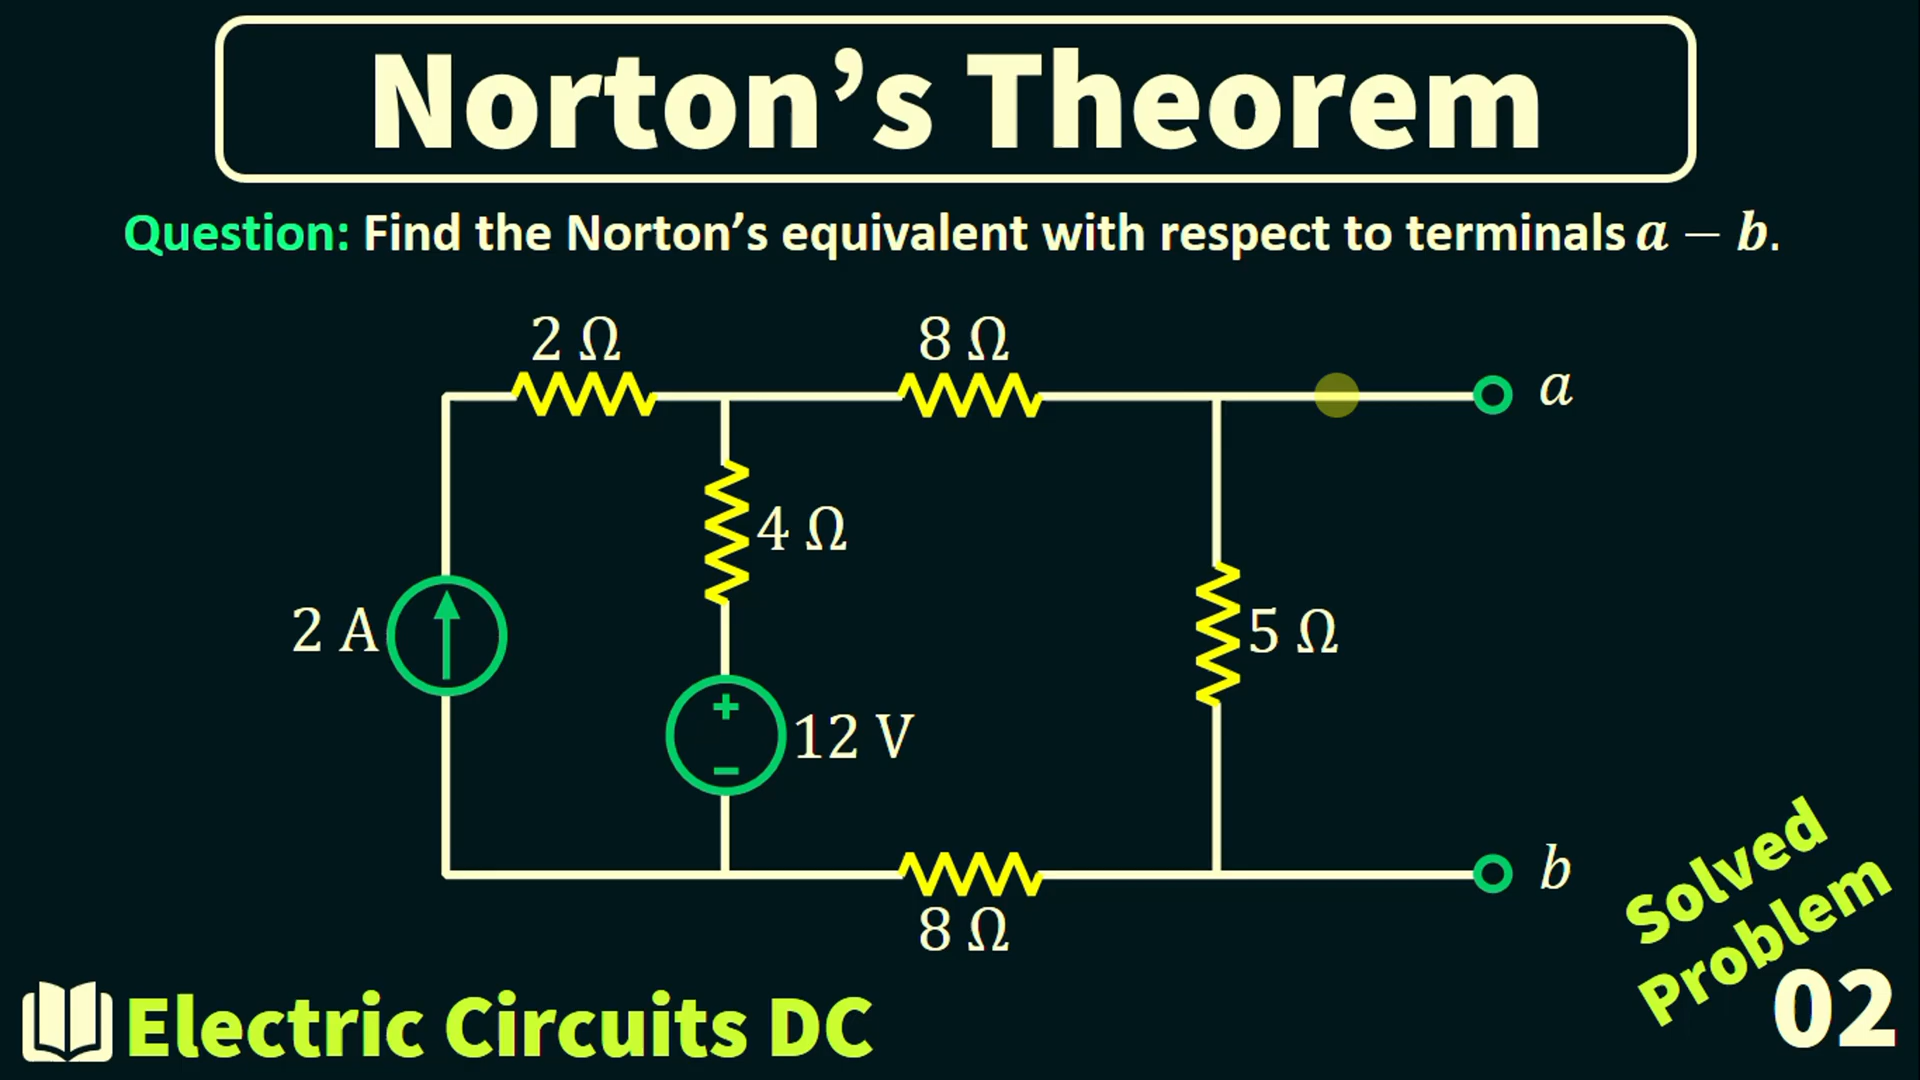 Norton’s Theorem
Question: Find the Norton’s equivalent with respect to terminals a − b.
2 Ω
8 Ω
a
4 Ω
2 A
5 Ω
+
−
12 V
b
8 Ω
Solved
Problem
02
Electric Circuits DC